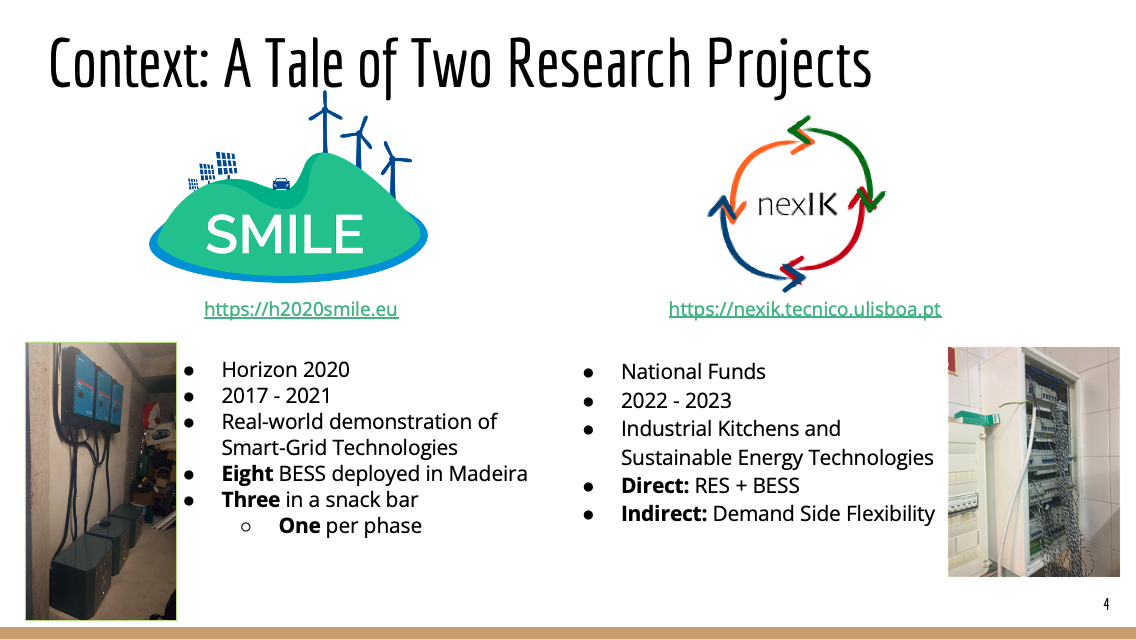 Context: A Tale of Two Research Projects
SMILE
https://h2020smile.eu
● Horizon 2020
● 2017 - 2021
● Real-world demonstration of
Smart-Grid Technologies
● Eight BESS deployed in Madeira
● Three in a snack bar
○ One per phase
nexIK
https://nexik.tecnico.ulisboa.pt
● National Funds
● 2022 - 2023
● Industrial Kitchens and
Sustainable Energy Technologies
● Direct: RES + BESS
● Indirect: Demand Side Flexibility
4